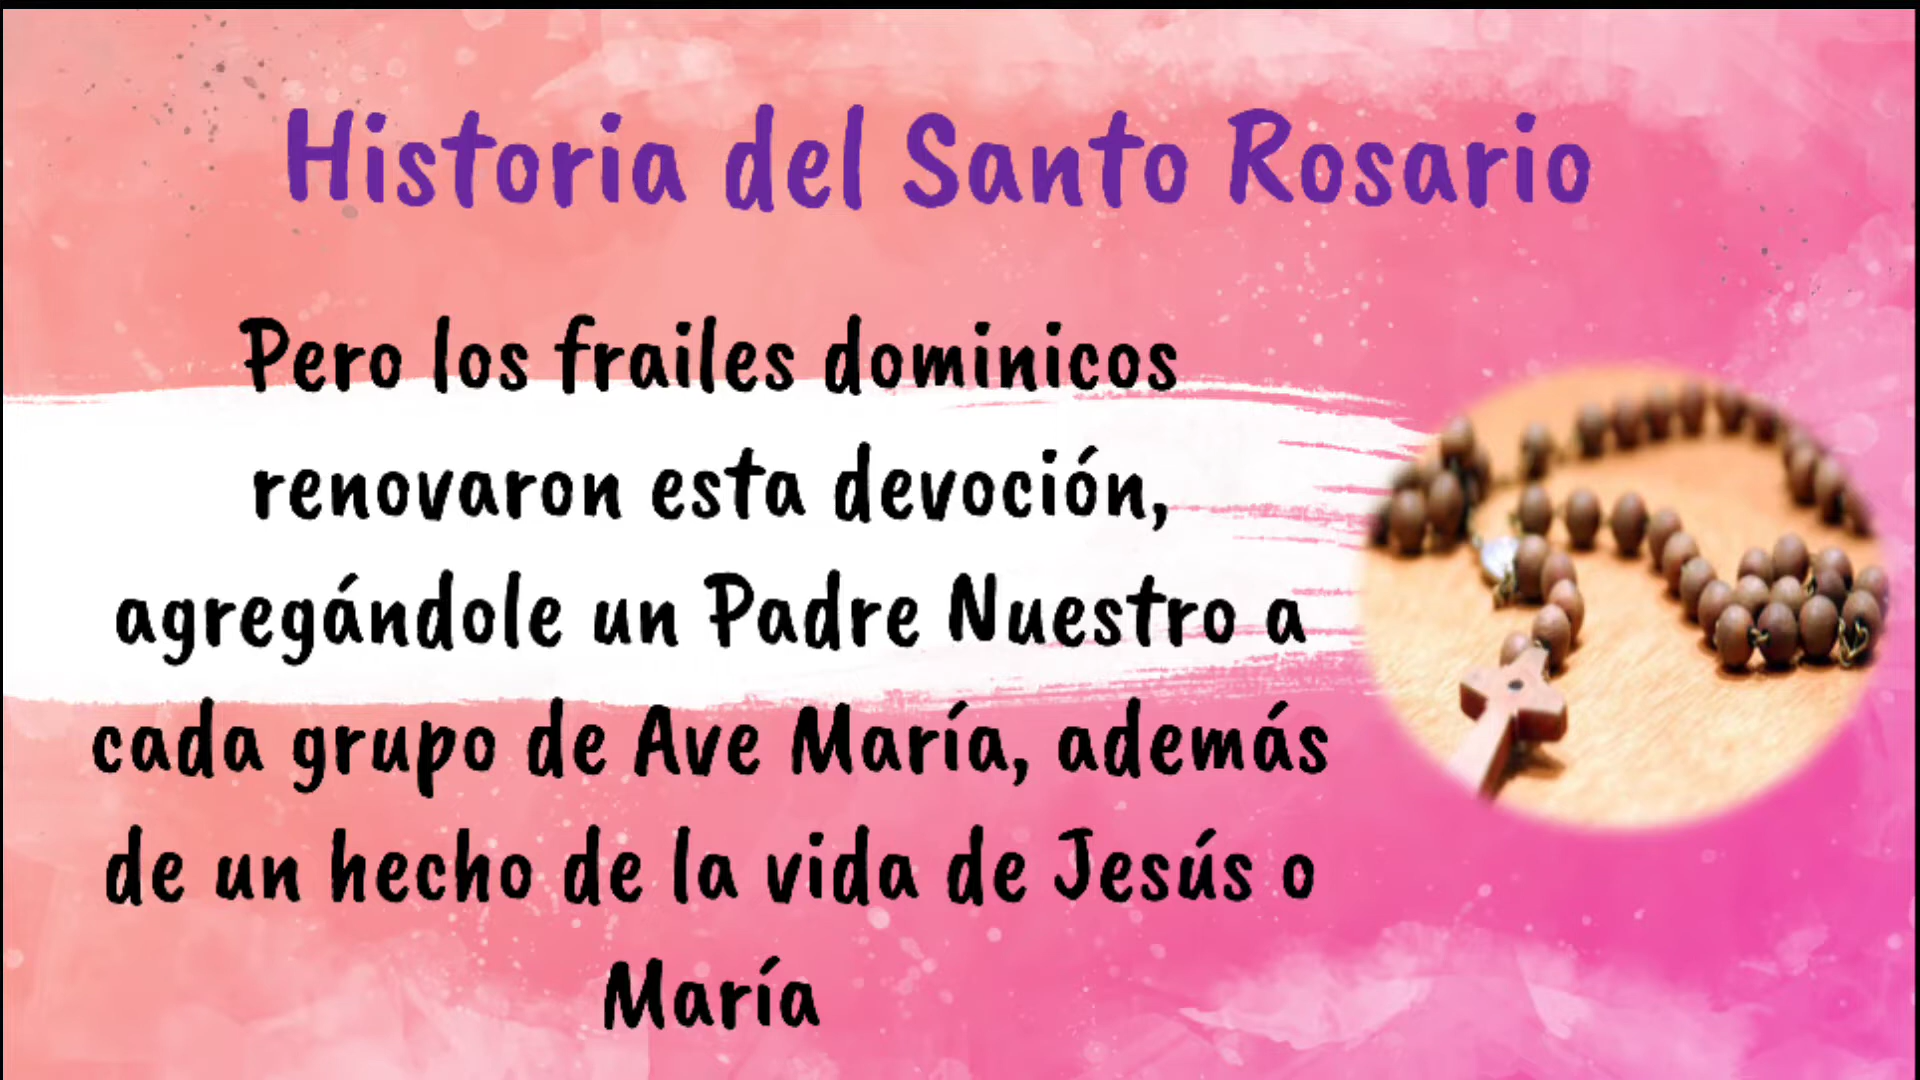 Historia del Santo Rosario
Pero los frailes dominicos
renovaron esta devoción,
agregándole un Padre Nuestro a
cada grupo de Ave María, además
de un hecho de la vida de Jesús o
María